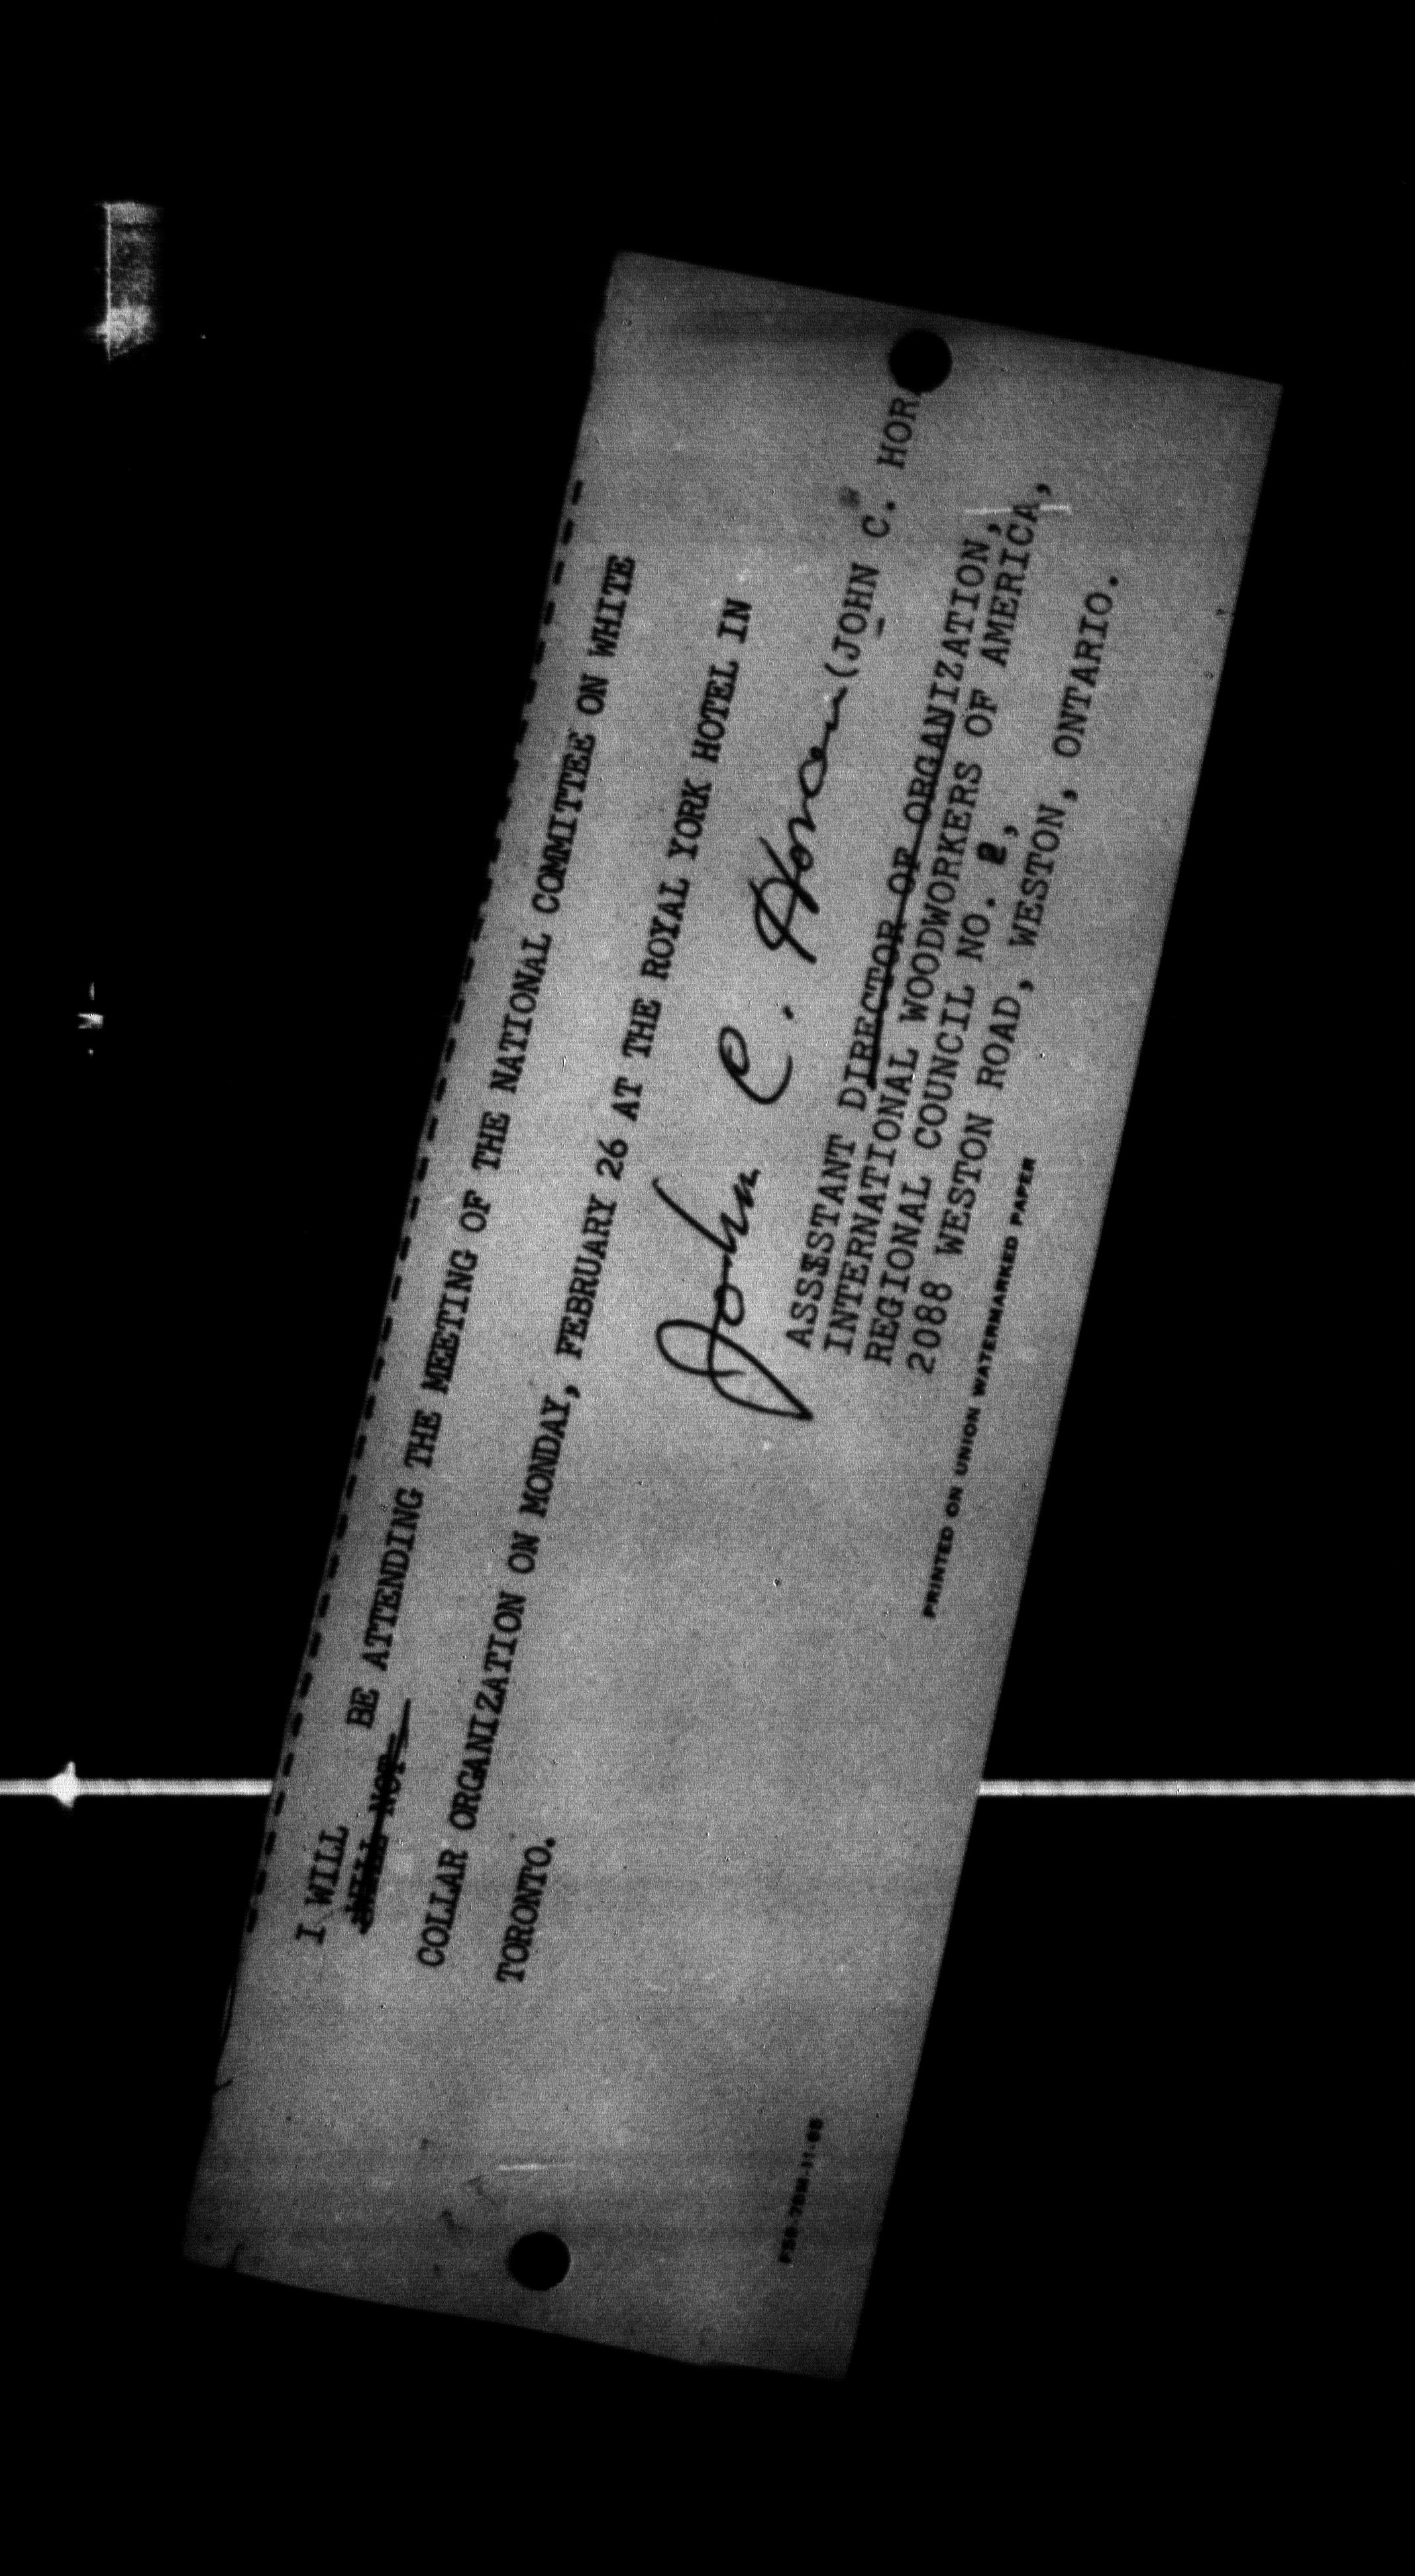 I WILL
WILL NOT BE ATTENDING THE MEETING OF THE NATIONAL COMMITTEE ON WHITE
COLLAR ORGANIZATION ON MONDAY, FEBRUARY 26 AT THE ROYAL YORK HOTEL IN
TORONTO.
John C. Horan (JOHN C. HOR
ASSISTANT DIRECTOR OF ORGANIZATION,
INTERNATIONAL WOODWORKERS OF AMERICA,
REGIONAL COUNCIL NO. 2,
2088 WESTON ROAD, WESTON, ONTARIO.
PRINTED ON UNION WATERMARKED PAPER